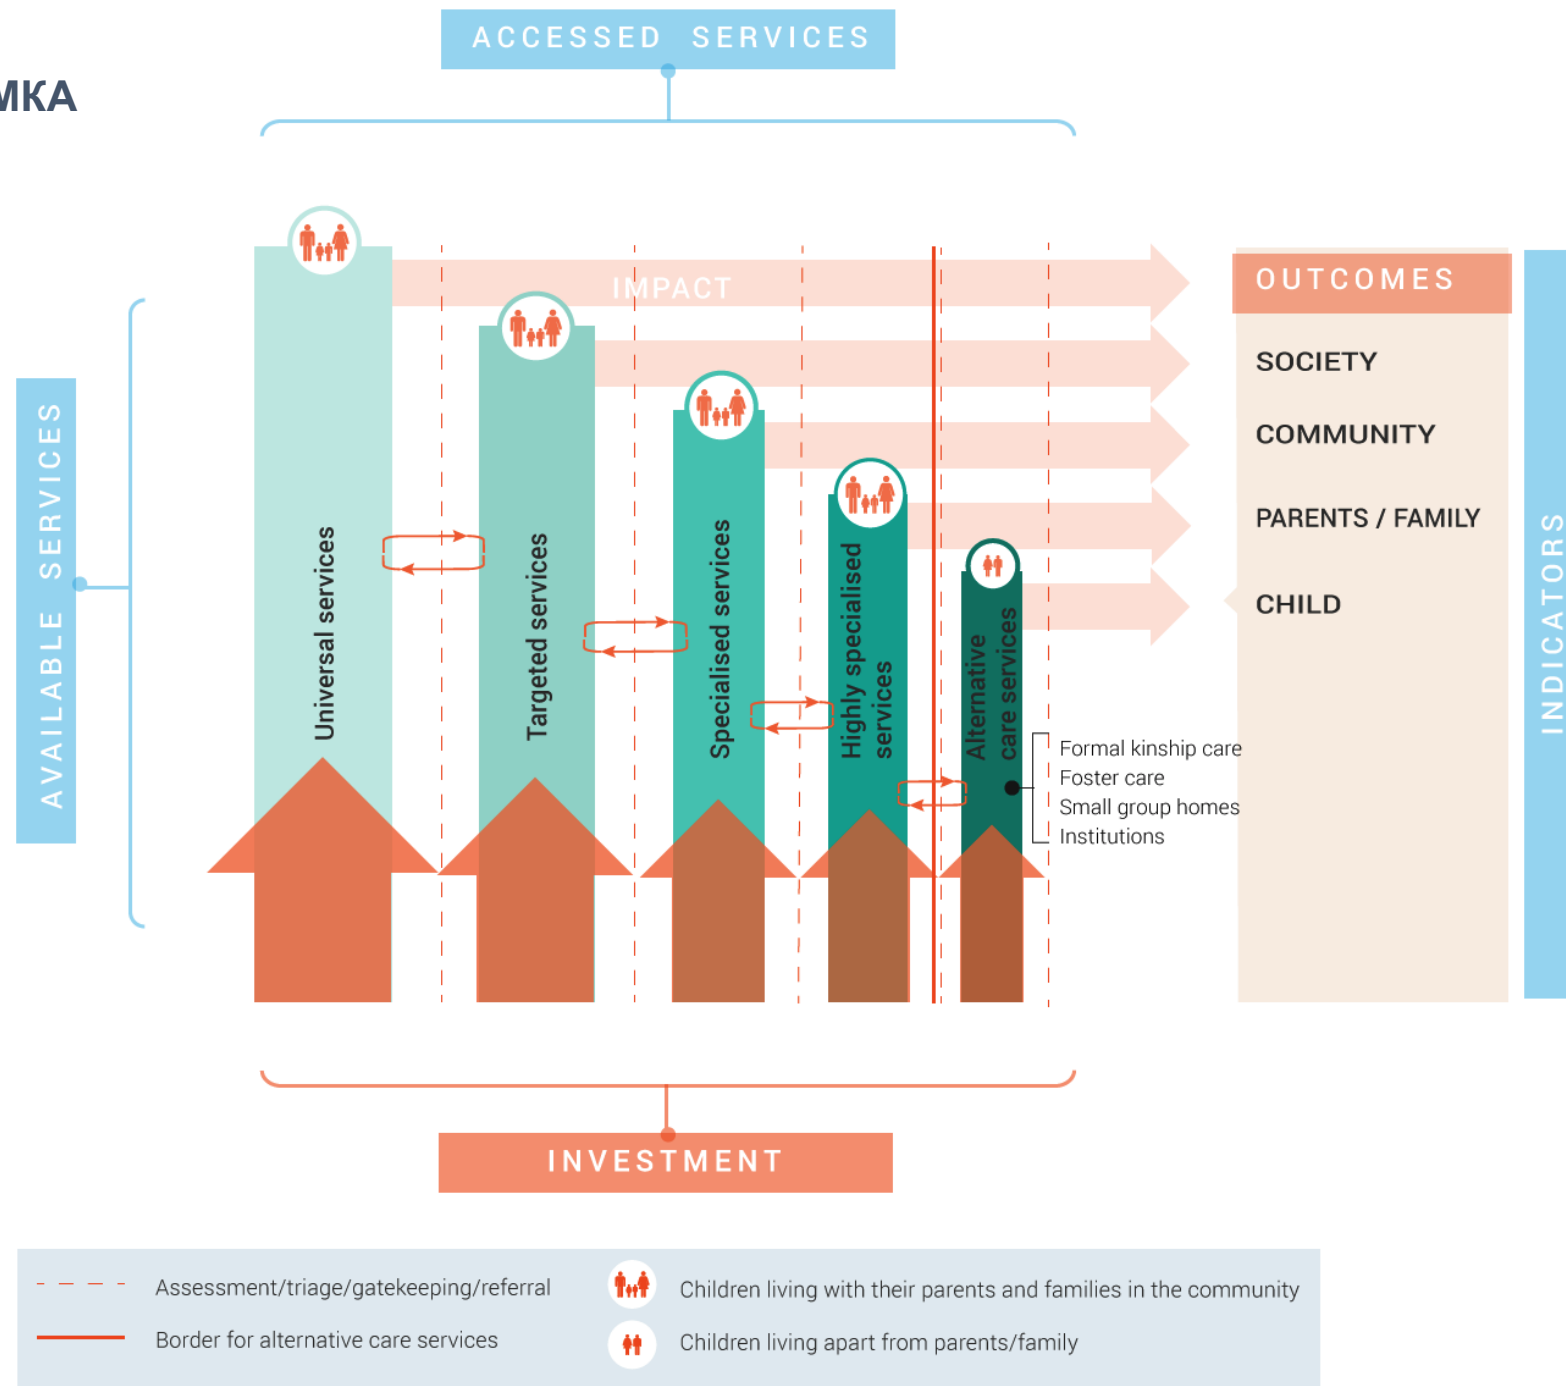 ACCESSED SERVICES
МКА
IMPACT
OUTCOMES
SOCIETY
COMMUNITY
PARENTS / FAMILY
CHILD
AVAILABLE SERVICES
INDICATORS
Universal services
Targeted services
Specialised services
Highly specialised
services
Alternative
care services
Formal kinship care
Foster care
Small group homes
Institutions
INVESTMENT
Assessment/triage/gatekeeping/referral
Children living with their parents and families in the community
Border for alternative care services
Children living apart from parents/family